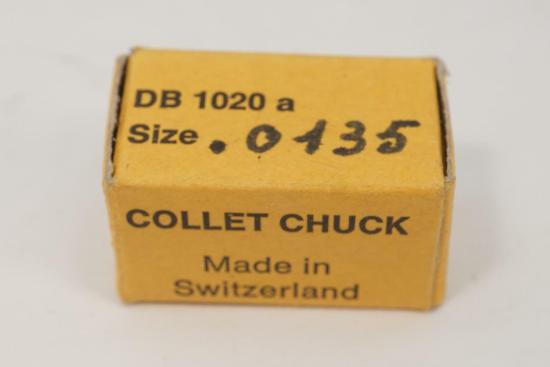 DB 1020 a
Size .0135
COLLET CHUCK
Made in
Switzerland